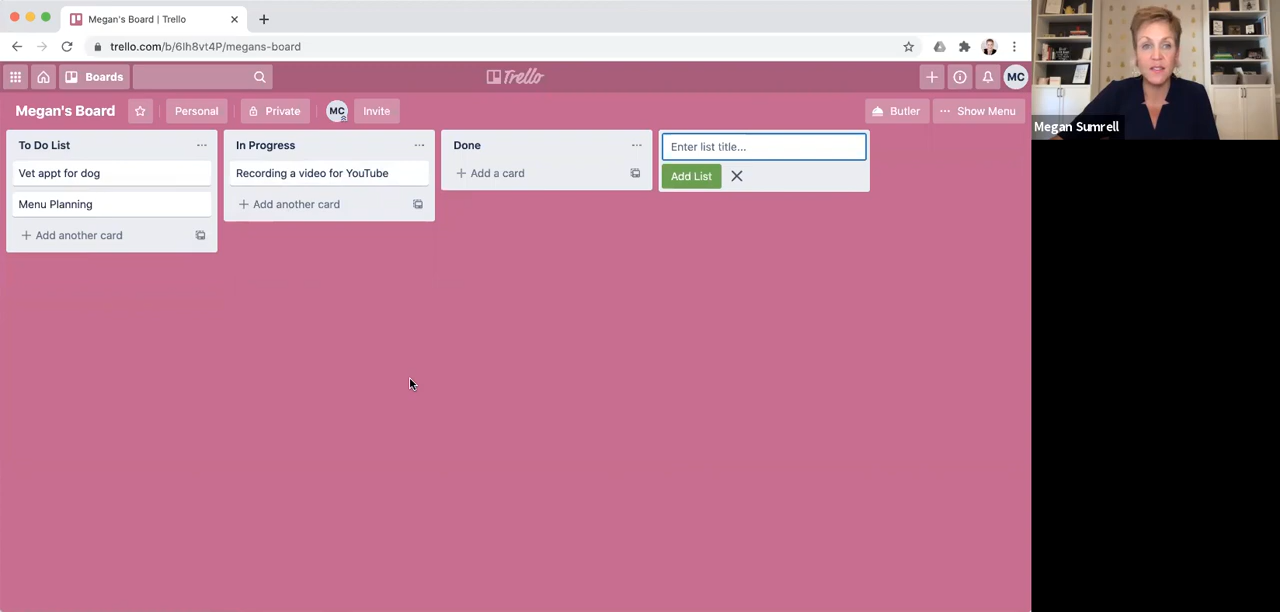 Megan's Board | Trello
trello.com/b/6lh8vt4P/megans-board
Boards
Trello
MC
Megan's Board
Personal
Private
MC
Invite
Butler
Show Menu
To Do List
Vet appt for dog
Menu Planning
Add another card
In Progress
Recording a video for YouTube
Add another card
Done
Add a card
Enter list title...
Add List
Megan Sumrell